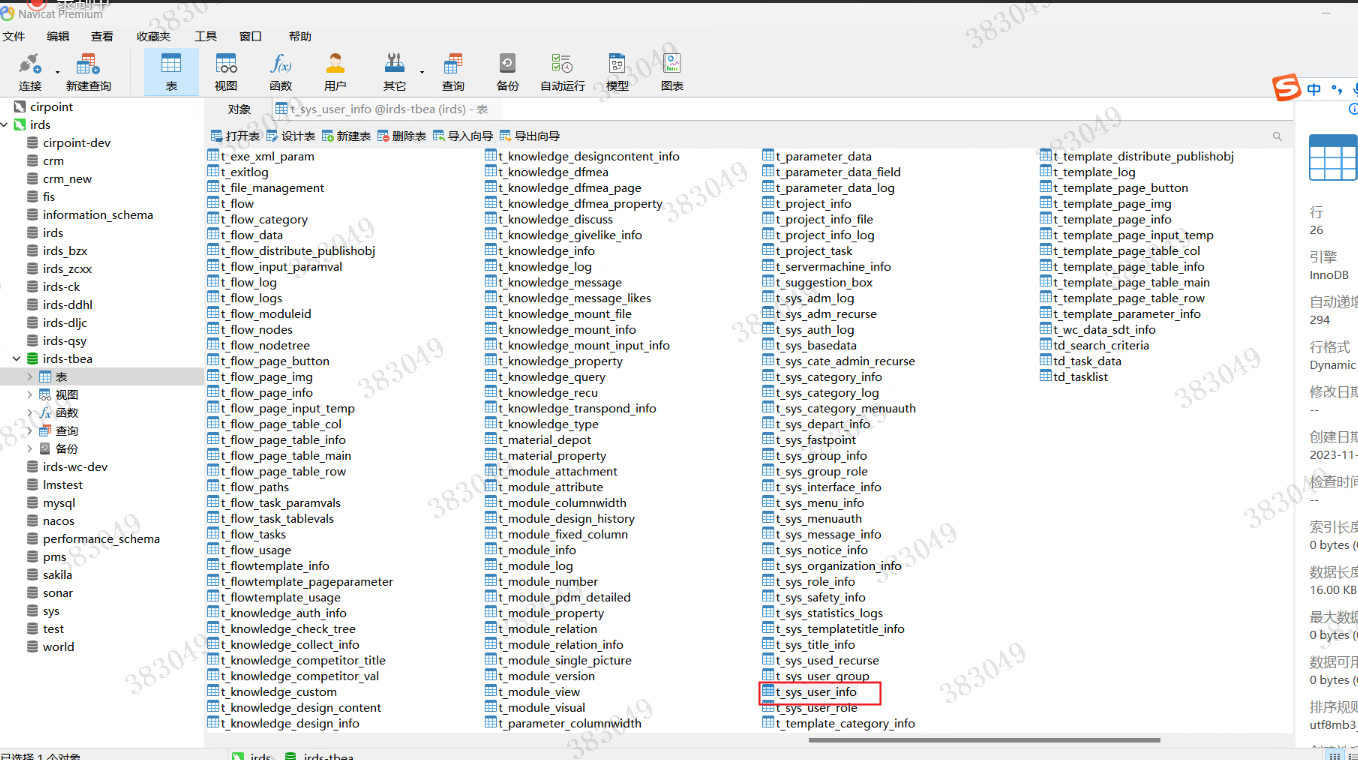 录制中
Navicat Premium
文件 编辑 查看 收藏夹 工具 窗口 帮助
连接 新建查询 表 视图 函数 用户 其它 查询 备份 自动运行 模型 图表
中
对象 t_sys_user_info @irds-tbea (irds) - 表
打开表 设计表 新建表 删除表 导入向导 导出向导
cirpoint
irds
cirpoint-dev
crm
crm_new
fis
information_schema
irds
irds_bzx
irds_zcxx
irds-ck
irds-ddhl
irds-dljc
irds-qsy
irds-tbea
表
视图
函数
查询
备份
irds-wc-dev
lmstest
mysql
nacos
performance_schema
pms
sakila
sonar
sys
test
world
t_exe_xml_param
t_exitlog
t_file_management
t_flow
t_flow_category
t_flow_data
t_flow_distribute_publishobj
t_flow_input_paramval
t_flow_log
t_flow_logs
t_flow_moduleid
t_flow_nodes
t_flow_nodetree
t_flow_page_button
t_flow_page_img
t_flow_page_info
t_flow_page_input_temp
t_flow_page_table_col
t_flow_page_table_info
t_flow_page_table_main
t_flow_page_table_row
t_flow_paths
t_flow_task_paramvals
t_flow_task_tablevals
t_flow_tasks
t_flow_usage
t_flowtemplate_info
t_flowtemplate_pageparameter
t_flowtemplate_usage
t_knowledge_auth_info
t_knowledge_check_tree
t_knowledge_collect_info
t_knowledge_competitor_title
t_knowledge_competitor_val
t_knowledge_custom
t_knowledge_design_content
t_knowledge_design_info
t_knowledge_designcontent_info
t_knowledge_dfmea
t_knowledge_dfmea_page
t_knowledge_dfmea_property
t_knowledge_discuss
t_knowledge_givelike_info
t_knowledge_info
t_knowledge_log
t_knowledge_message
t_knowledge_message_likes
t_knowledge_mount_file
t_knowledge_mount_info
t_knowledge_mount_input_info
t_knowledge_property
t_knowledge_query
t_knowledge_recu
t_knowledge_transpond_info
t_knowledge_type
t_material_depot
t_material_property
t_module_attachment
t_module_attribute
t_module_columnwidth
t_module_design_history
t_module_fixed_column
t_module_info
t_module_log
t_module_number
t_module_pdm_detailed
t_module_property
t_module_relation
t_module_relation_info
t_module_single_picture
t_module_version
t_module_view
t_module_visual
t_parameter_columnwidth
t_parameter_data
t_parameter_data_field
t_parameter_data_log
t_project_info
t_project_info_file
t_project_info_log
t_project_task
t_servermachine_info
t_suggestion_box
t_sys_adm_log
t_sys_adm_recurse
t_sys_auth_log
t_sys_basedata
t_sys_cate_admin_recurse
t_sys_category_info
t_sys_category_log
t_sys_category_menuauth
t_sys_depart_info
t_sys_fastpoint
t_sys_group_info
t_sys_group_role
t_sys_interface_info
t_sys_menu_info
t_sys_menuauth
t_sys_message_info
t_sys_notice_info
t_sys_organization_info
t_sys_role_info
t_sys_safety_info
t_sys_statistics_logs
t_sys_templatetitle_info
t_sys_title_info
t_sys_used_recurse
t_sys_user_group
t_sys_user_info
t_sys_user_role
t_template_category_info
t_template_distribute_publishobj
t_template_log
t_template_page_button
t_template_page_img
t_template_page_info
t_template_page_input_temp
t_template_page_table_col
t_template_page_table_info
t_template_page_table_main
t_template_page_table_row
t_template_parameter_info
t_wc_data_sdt_info
td_search_criteria
td_task_data
td_tasklist
行
26
引擎
InnoDB
自动递增
294
行格式
Dynamic
修改日期
--
创建日期
2023-11-
检查时间
--
索引长度
0 bytes (
数据长度
16.00 KB
最大数据
0 bytes (
数据可用
0 bytes (
排序规则
utf8mb3_
已选择 1 个对象 irds irds-tbea
383049